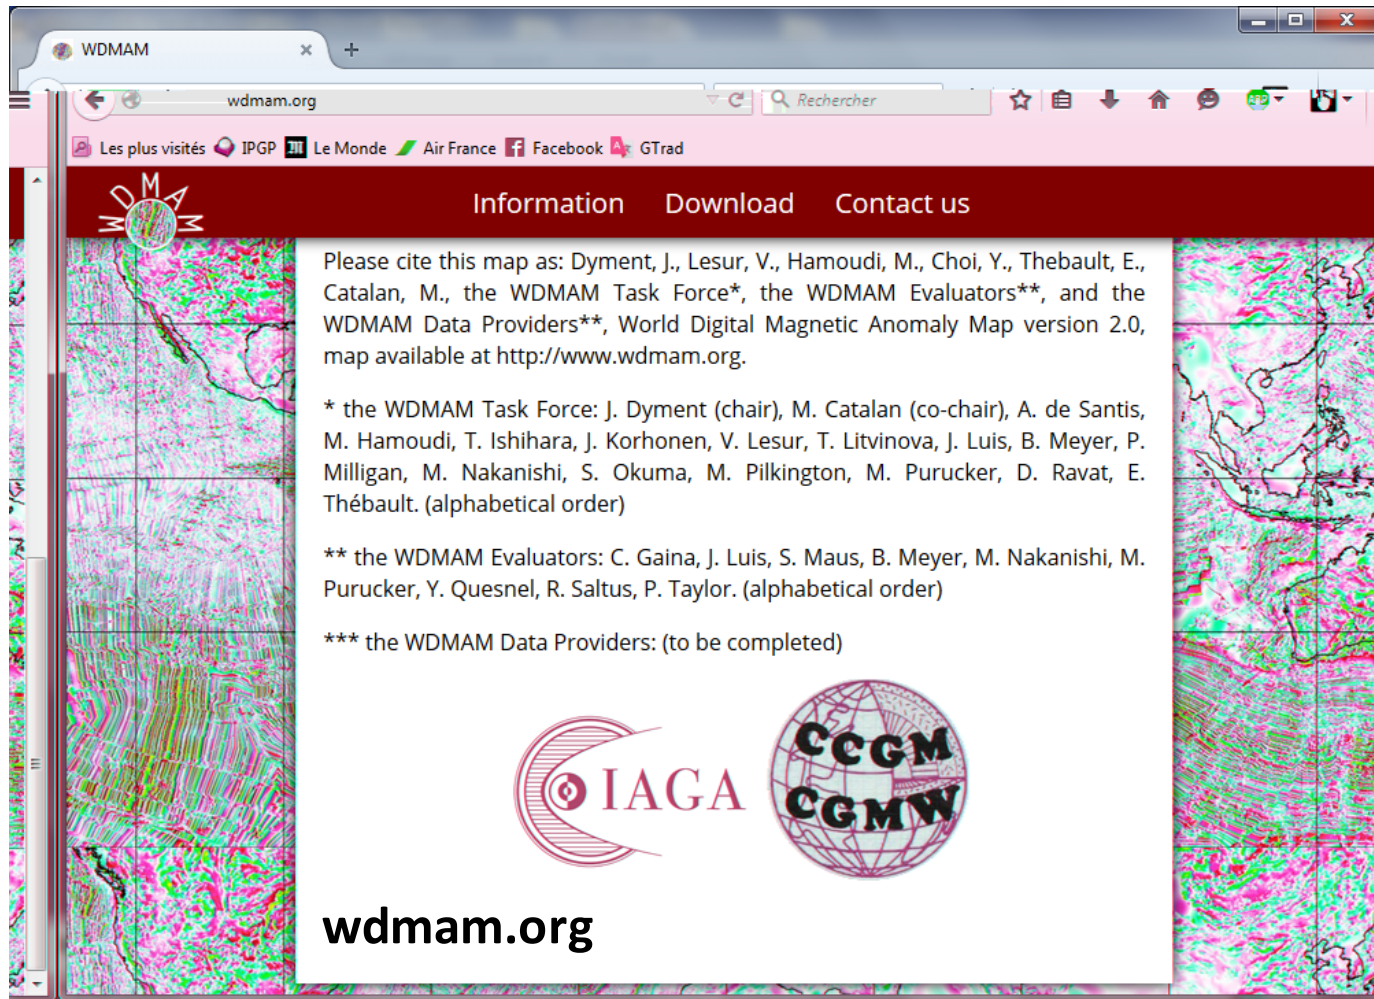 WDMAM
wdmam.org
Rechercher
Les plus visités IPGP Le Monde Air France Facebook GTrad
WDMAM
Information Download Contact us
Please cite this map as: Dyment, J., Lesur, V., Hamoudi, M., Choi, Y., Thebault, E.,
Catalan, M., the WDMAM Task Force*, the WDMAM Evaluators**, and the
WDMAM Data Providers**, World Digital Magnetic Anomaly Map version 2.0,
map available at http://www.wdmam.org.
* the WDMAM Task Force: J. Dyment (chair), M. Catalan (co-chair), A. de Santis,
M. Hamoudi, T. Ishihara, J. Korhonen, V. Lesur, T. Litvinova, J. Luis, B. Meyer, P.
Milligan, M. Nakanishi, S. Okuma, M. Pilkington, M. Purucker, D. Ravat, E.
Thébault. (alphabetical order)
** the WDMAM Evaluators: C. Gaina, J. Luis, S. Maus, B. Meyer, M. Nakanishi, M.
Purucker, Y. Quesnel, R. Saltus, P. Taylor. (alphabetical order)
*** the WDMAM Data Providers: (to be completed)
IAGA
CCGM
CGMW
wdmam.org